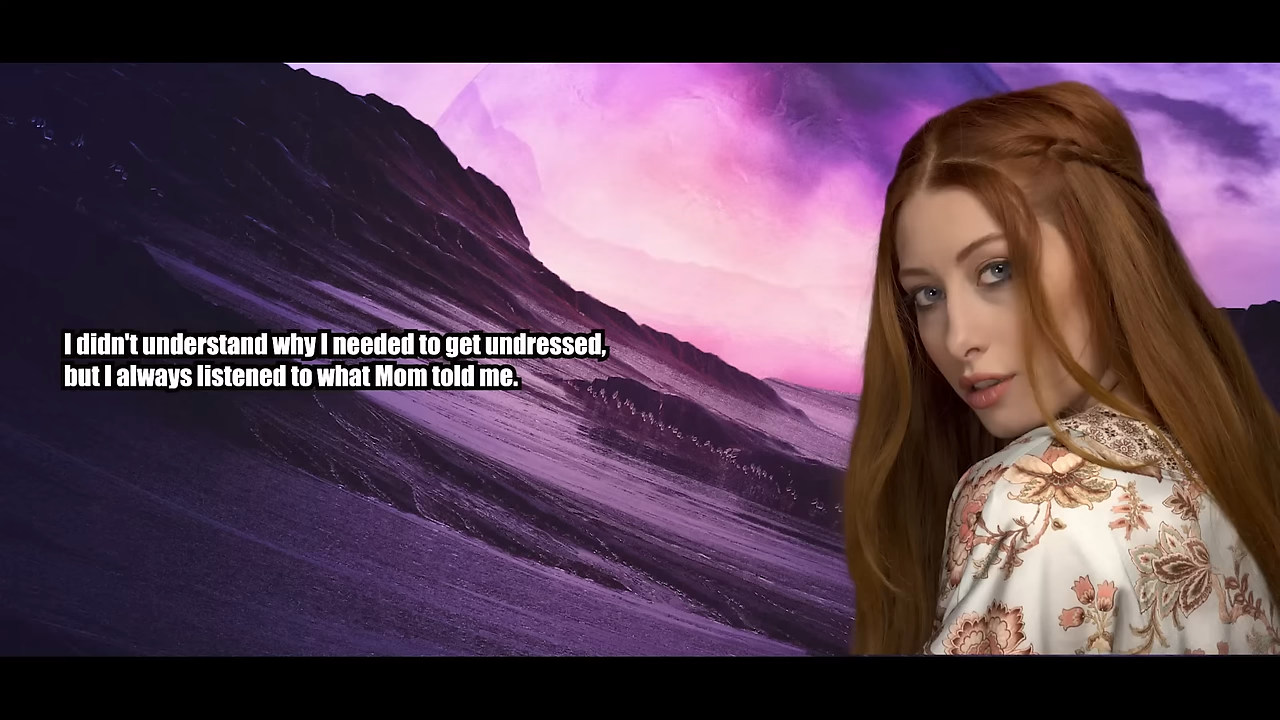 I didn't understand why I needed to get undressed,
but I always listened to what Mom told me.